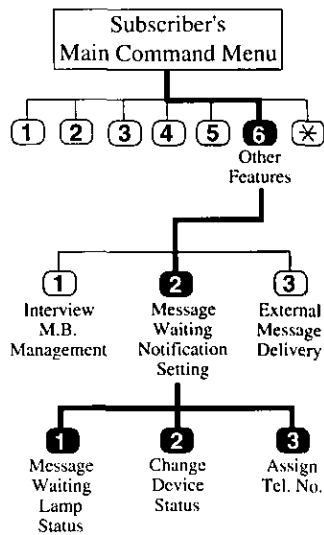 Subscriber's
Main Command Menu
1 2 3 4 5 6 *
Other
Features
1 2 3
Interview
M.B.
Management
Message
Waiting
Notification
Setting
External
Message
Delivery
1 2 3
Message
Waiting
Lamp
Status
Change
Device
Status
Assign
Tel. No.